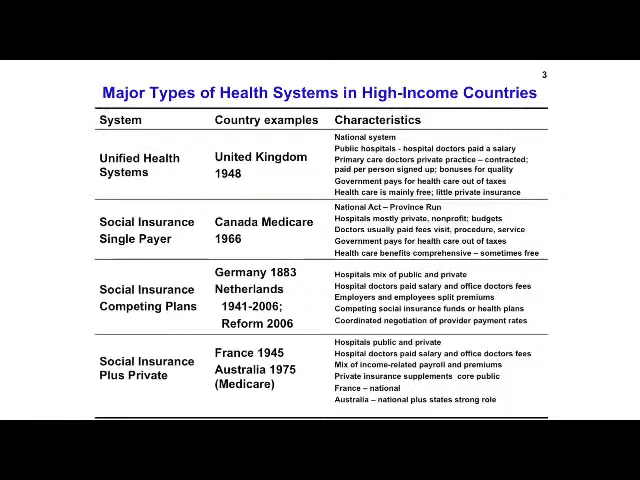 3
Major Types of Health Systems in High-Income Countries
System Country examples Characteristics
Unified Health
Systems
United Kingdom
1948
National system
Public hospitals - hospital doctors paid a salary
Primary care doctors private practice – contracted;
paid per person signed up; bonuses for quality
Government pays for health care out of taxes
Health care is mainly free; little private insurance
Social Insurance
Single Payer
Canada Medicare
1966
National Act – Province Run
Hospitals mostly private, nonprofit; budgets
Doctors usually paid fees visit, procedure, service
Government pays for health care out of taxes
Health care benefits comprehensive – sometimes free
Social Insurance
Competing Plans
Germany 1883
Netherlands
1941-2006;
Reform 2006
Hospitals mix of public and private
Hospital doctors paid salary and office doctors fees
Employers and employees split premiums
Competing social insurance funds or health plans
Coordinated negotiation of provider payment rates
Social Insurance
Plus Private
France 1945
Australia 1975
(Medicare)
Hospitals public and private
Hospital doctors paid salary and office doctors fees
Mix of income-related payroll and premiums
Private insurance supplements core public
France – national
Australia – national plus states strong role